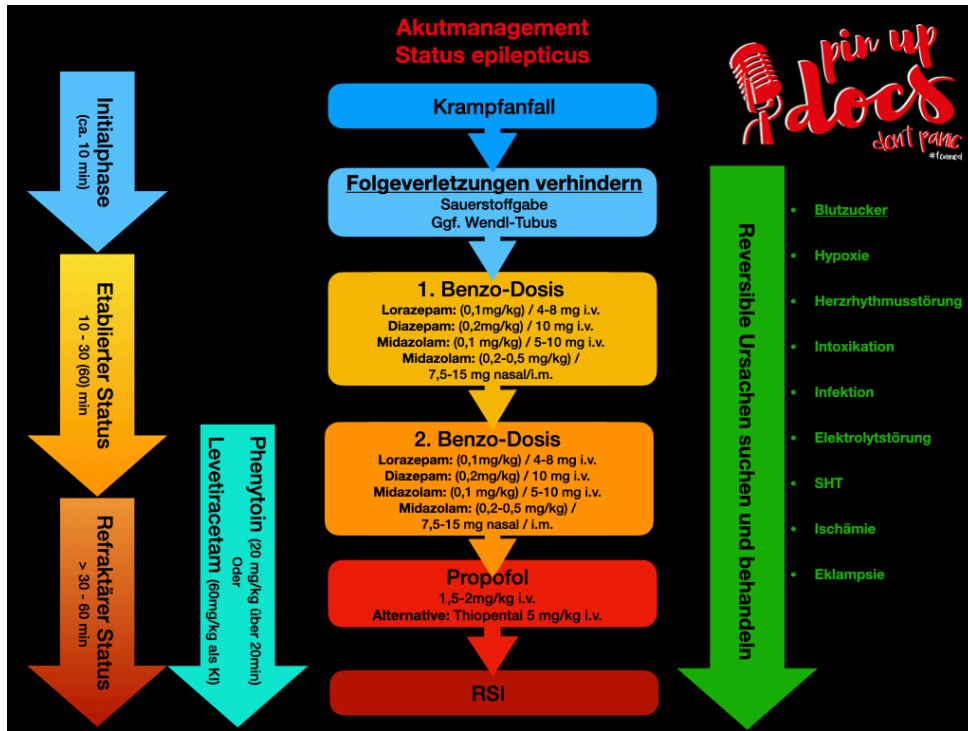 Akutmanagement
Status epilepticus
pin up
docs
don't panic
#foamed
Initialphase
(ca. 10 min)
Etablierter Status
10 - 30 (60) min
Refraktärer Status
> 30 - 60 min
Phenytoin (20 mg/kg über 20min)
Oder
Levetiracetam (60mg/kg als KI)
Krampfanfall
Folgeverletzungen verhindern
Sauerstoffgabe
Ggf. Wendl-Tubus
1. Benzo-Dosis
Lorazepam: (0,1mg/kg) / 4-8 mg i.v.
Diazepam: (0,2mg/kg) / 10 mg i.v.
Midazolam: (0,1 mg/kg) / 5-10 mg i.v.
Midazolam: (0,2-0,5 mg/kg) /
7,5-15 mg nasal/i.m.
2. Benzo-Dosis
Lorazepam: (0,1mg/kg) / 4-8 mg i.v.
Diazepam: (0,2mg/kg) / 10 mg i.v.
Midazolam: (0,1 mg/kg) / 5-10 mg i.v.
Midazolam: (0,2-0,5 mg/kg) /
7,5-15 mg nasal / i.m.
Propofol
1,5-2mg/kg i.v.
Alternative: Thiopental 5 mg/kg i.v.
RSI
Reversible Ursachen suchen und behandeln
• Blutzucker
• Hypoxie
• Herzrhythmusstörung
• Intoxikation
• Infektion
• Elektrolytstörung
• SHT
• Ischämie
• Eklampsie